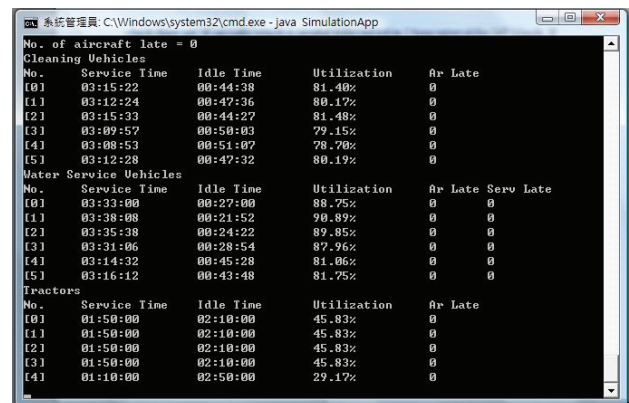 系統管理員: C:\Windows\system32\cmd.exe - java SimulationApp
No. of aircraft late = 0
Cleaning Vehicles
No. Service Time Idle Time Utilization Ar Late
[0] 03:15:22 00:44:38 81.40% 0
[1] 03:12:24 00:47:36 80.17% 0
[2] 03:15:33 00:44:27 81.48% 0
[3] 03:09:57 00:50:03 79.15% 0
[4] 03:08:53 00:51:07 78.70% 0
[5] 03:12:28 00:47:32 80.19% 0
Water Service Vehicles
No. Service Time Idle Time Utilization Ar Late Serv Late
[0] 03:33:00 00:27:00 88.75% 0 0
[1] 03:38:08 00:21:52 90.89% 0 0
[2] 03:35:38 00:24:22 89.85% 0 0
[3] 03:31:06 00:28:54 87.96% 0 0
[4] 03:14:32 00:45:28 81.06% 0 0
[5] 03:16:12 00:43:48 81.75% 0 0
Tractors
No. Service Time Idle Time Utilization Ar Late
[0] 01:50:00 02:10:00 45.83% 0
[1] 01:50:00 02:10:00 45.83% 0
[2] 01:50:00 02:10:00 45.83% 0
[3] 01:50:00 02:10:00 45.83% 0
[4] 01:10:00 02:50:00 29.17% 0